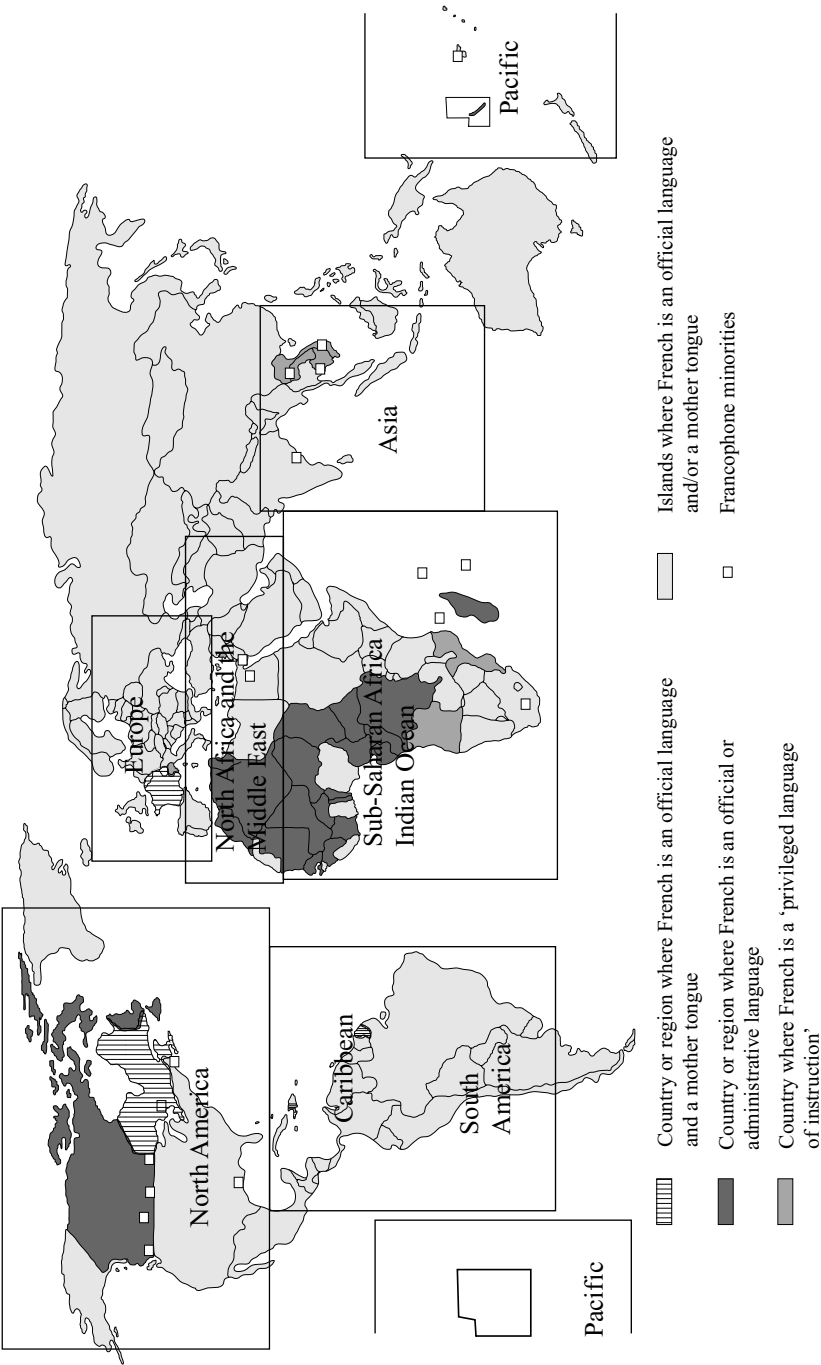 North America
Caribbean
South
America
Pacific
Europe
North Africa and the
Middle East
Sub-Saharan Africa
Indian Ocean
Asia
Pacific
Country or region where French is an official language
and a mother tongue
Country or region where French is an official or
administrative language
Country where French is a ‘privileged language
of instruction’
Islands where French is an official language
and/or a mother tongue
Francophone minorities